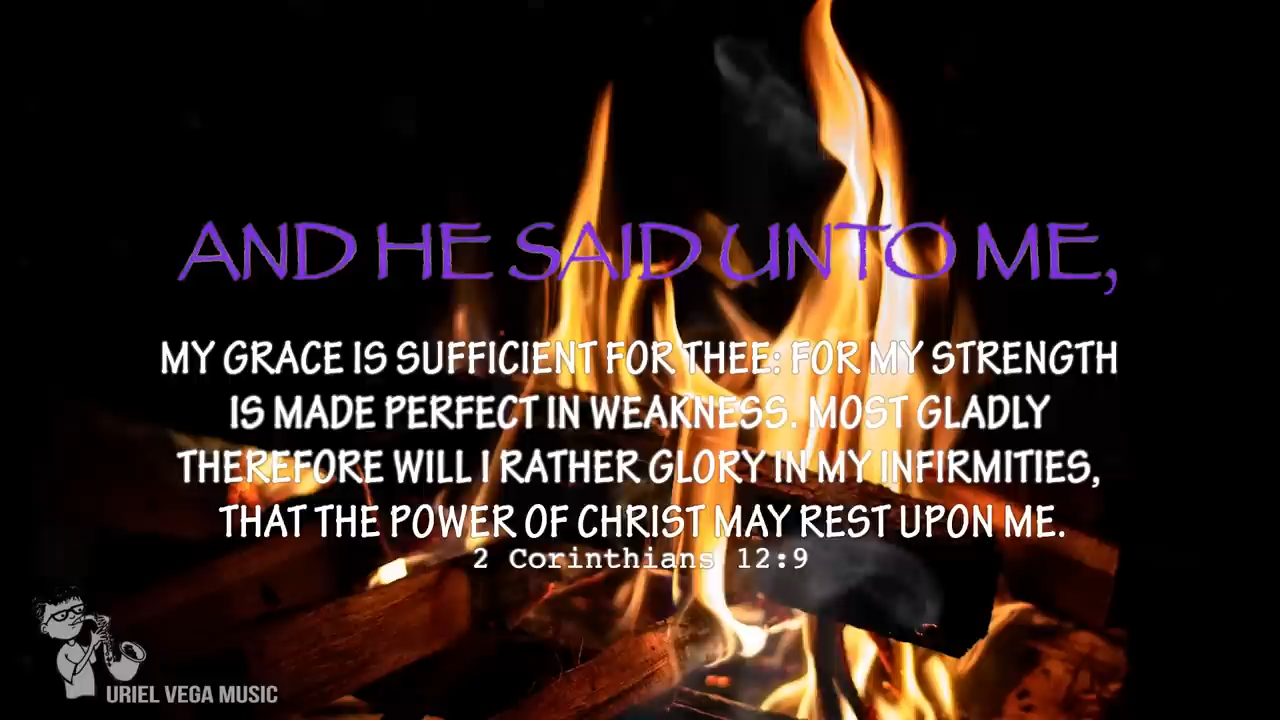 AND HE SAID UNTO ME,
MY GRACE IS SUFFICIENT FOR THEE: FOR MY STRENGTH
IS MADE PERFECT IN WEAKNESS. MOST GLADLY
THEREFORE WILL I RATHER GLORY IN MY INFIRMITIES,
THAT THE POWER OF CHRIST MAY REST UPON ME.
2 Corinthians 12:9
URIEL VEGA MUSIC